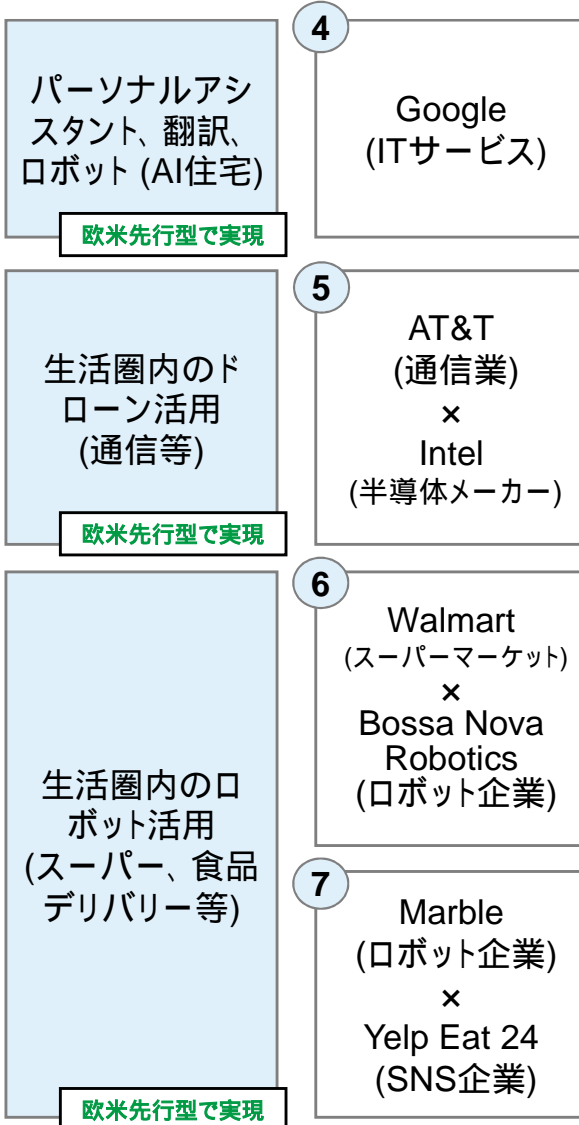 4
パーソナルアシ
スタント、翻訳、
ロボット (AI住宅)
欧米先行型で実現
Google
(ITサービス)
5
生活圏内のド
ローン活用
(通信等)
欧米先行型で実現
AT&T
(通信業)
×
Intel
(半導体メーカー)
6
生活圏内のロ
ボット活用
(スーパー、食品
デリバリー等)
欧米先行型で実現
Walmart
(スーパーマーケット)
×
Bossa Nova
Robotics
(ロボット企業)
7
Marble
(ロボット企業)
×
Yelp Eat 24
(SNS企業)